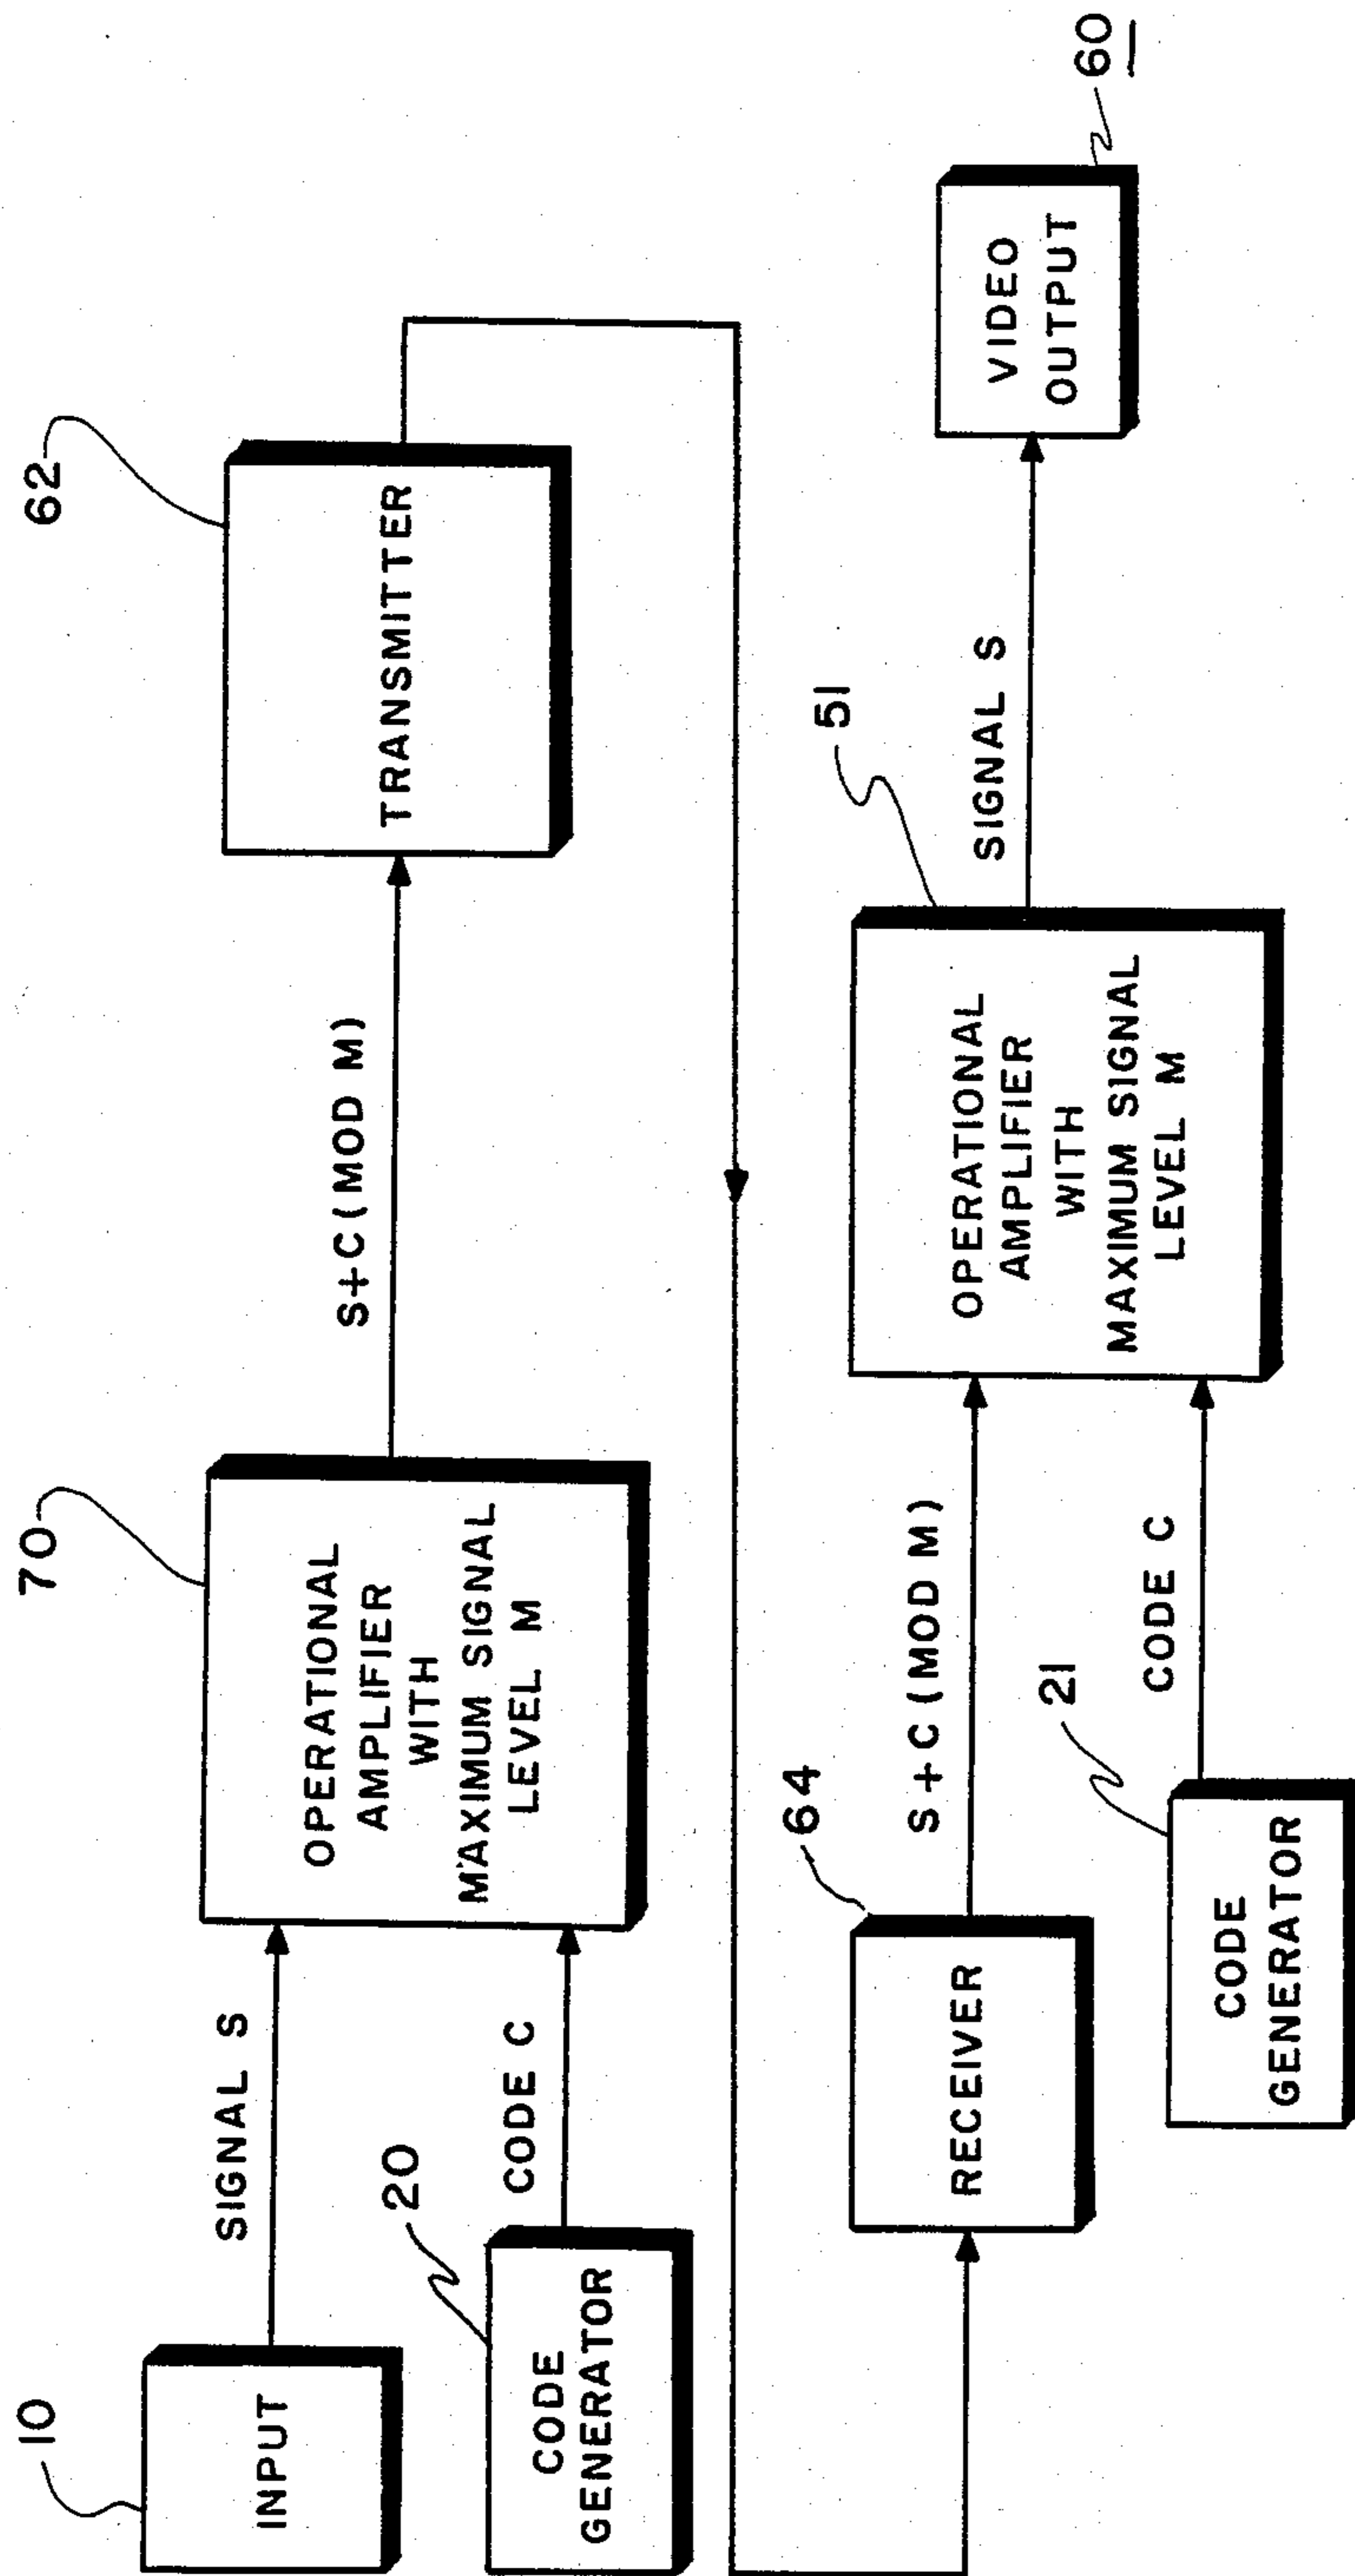 10
INPUT
SIGNAL S
20
CODE
GENERATOR
CODE C
70
OPERATIONAL
AMPLIFIER
WITH
MAXIMUM SIGNAL
LEVEL M
S+C (MOD M)
62
TRANSMITTER
64
RECEIVER
S+C (MOD M)
21
CODE
GENERATOR
CODE C
51
OPERATIONAL
AMPLIFIER
WITH
MAXIMUM SIGNAL
LEVEL M
SIGNAL S
VIDEO
OUTPUT
60